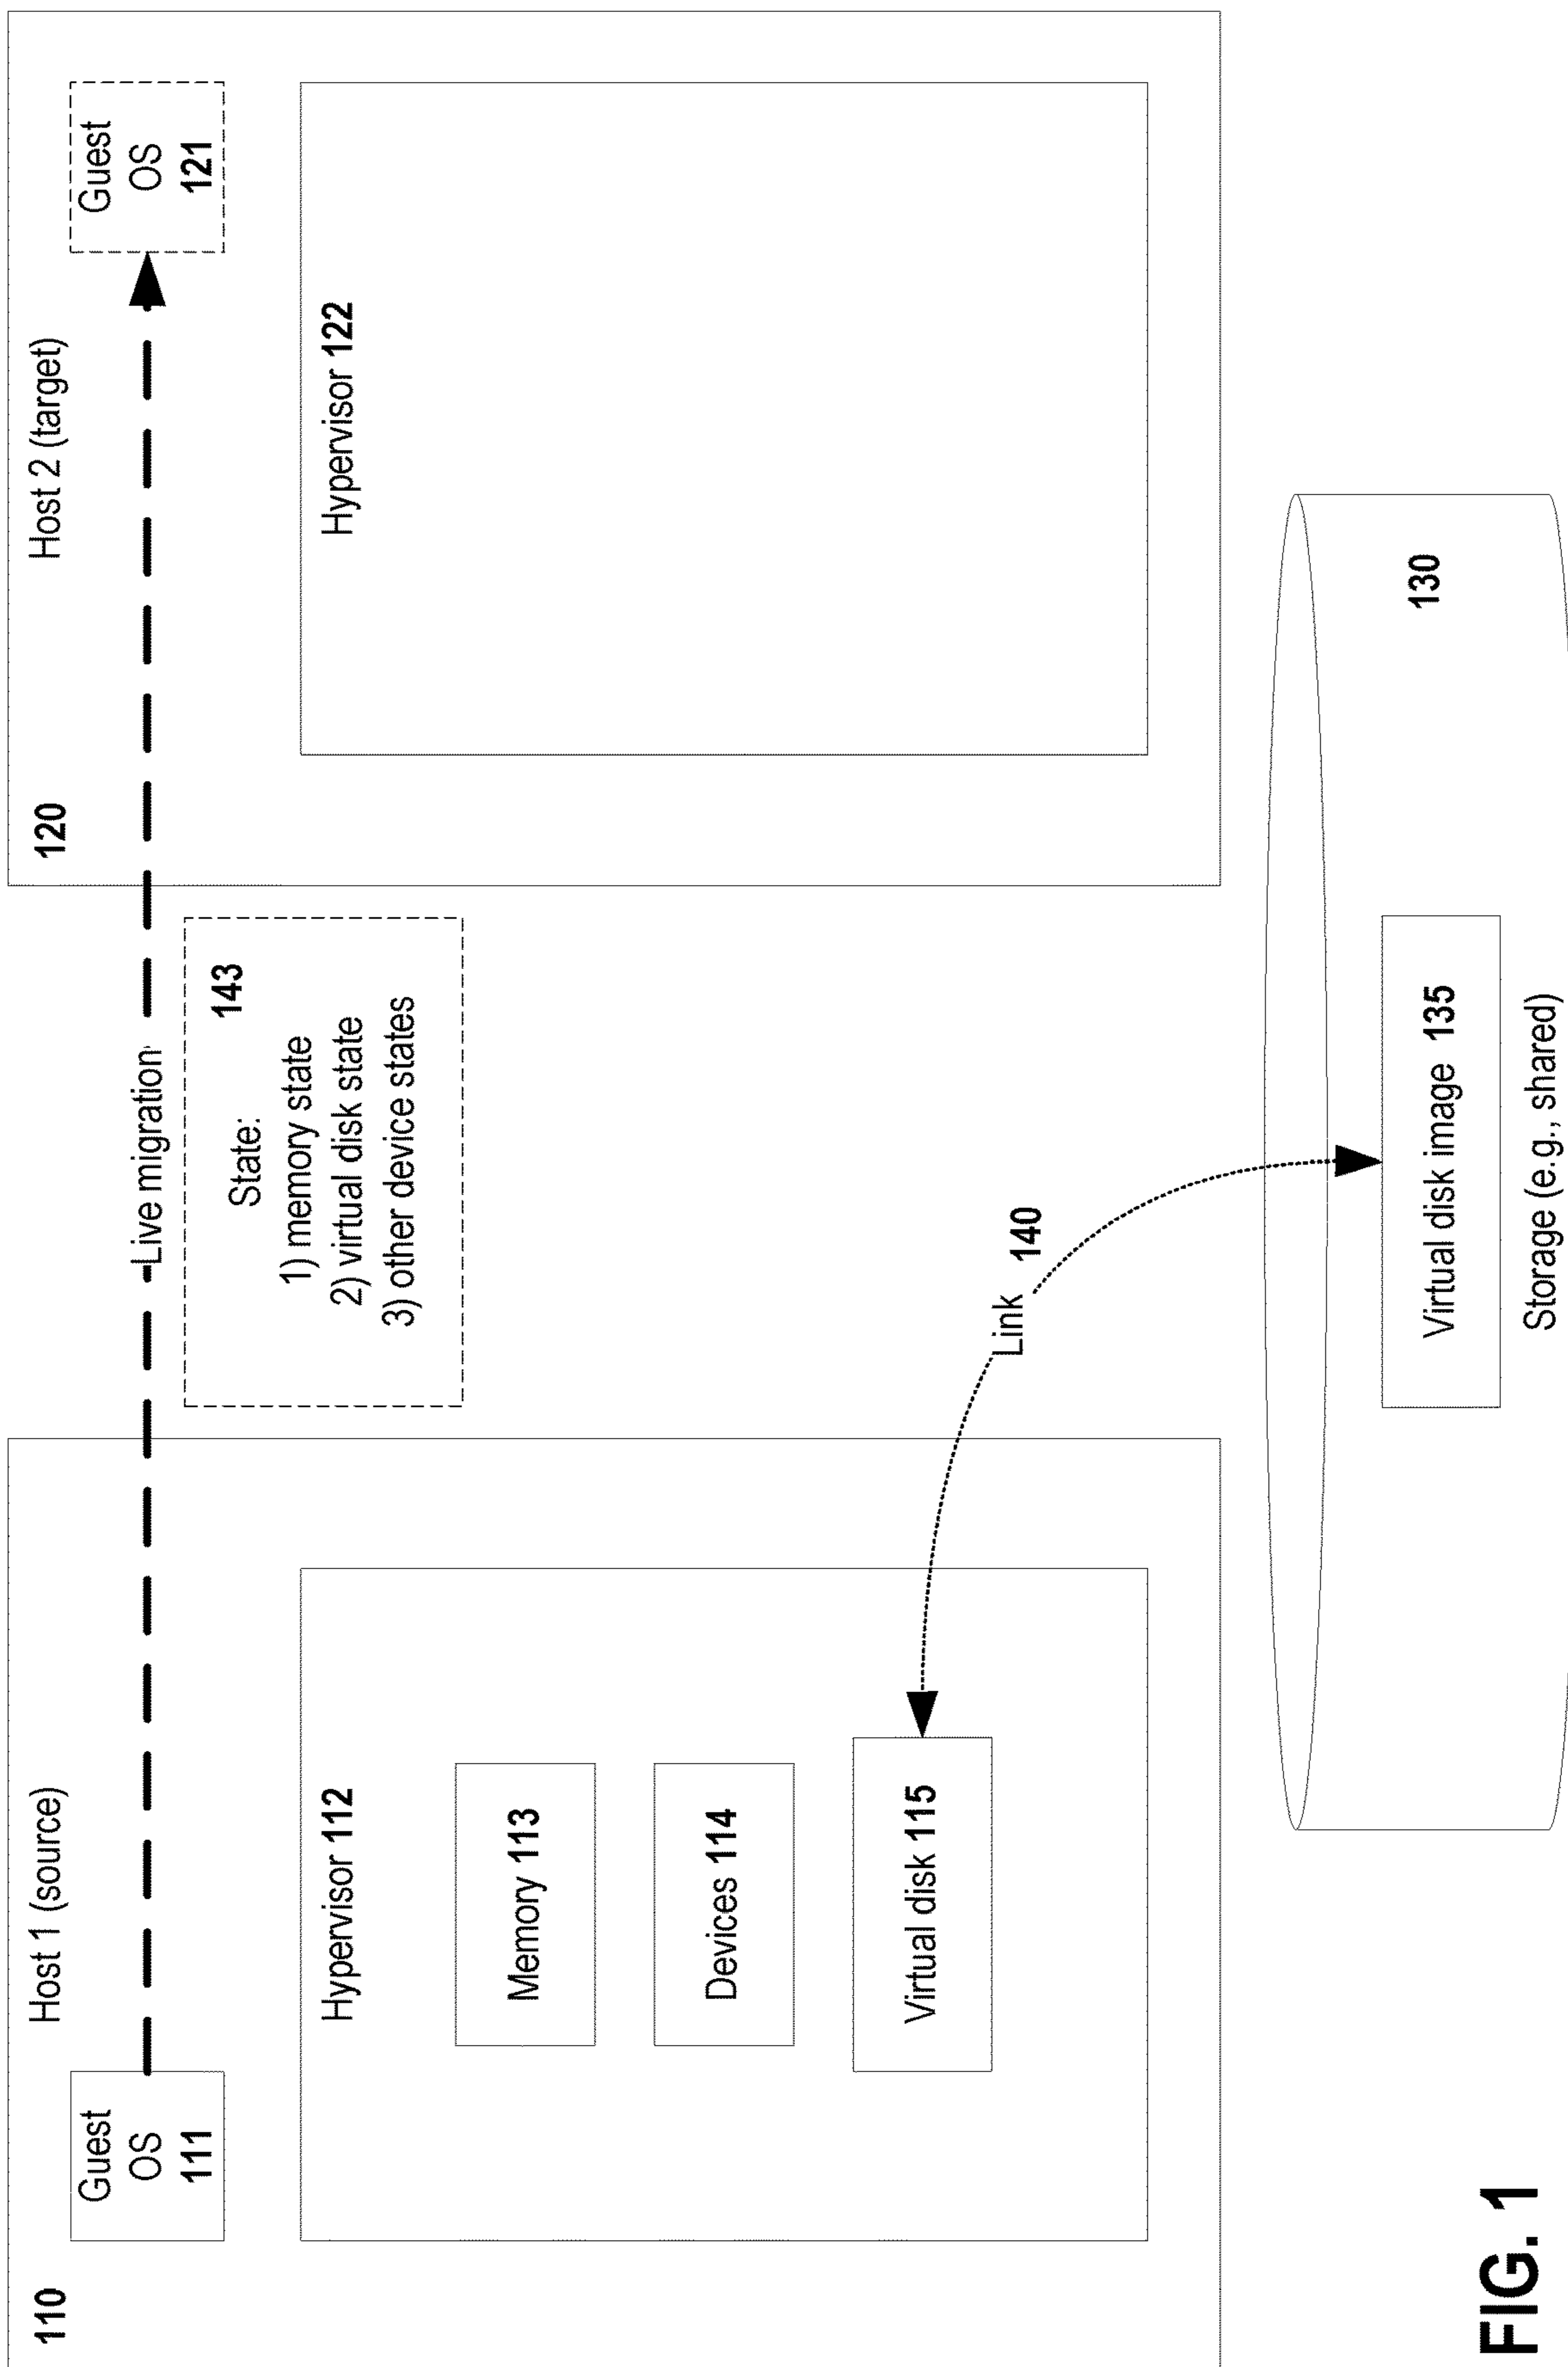 110
Host 1 (source)
Guest
OS
111
Hypervisor 112
Memory 113
Devices 114
Virtual disk 115
Live migration
143
State:
1) memory state
2) virtual disk state
3) other device states
Link 140
120
Host 2 (target)
Guest
OS
121
Hypervisor 122
130
Virtual disk image 135
Storage (e.g., shared)
FIG. 1